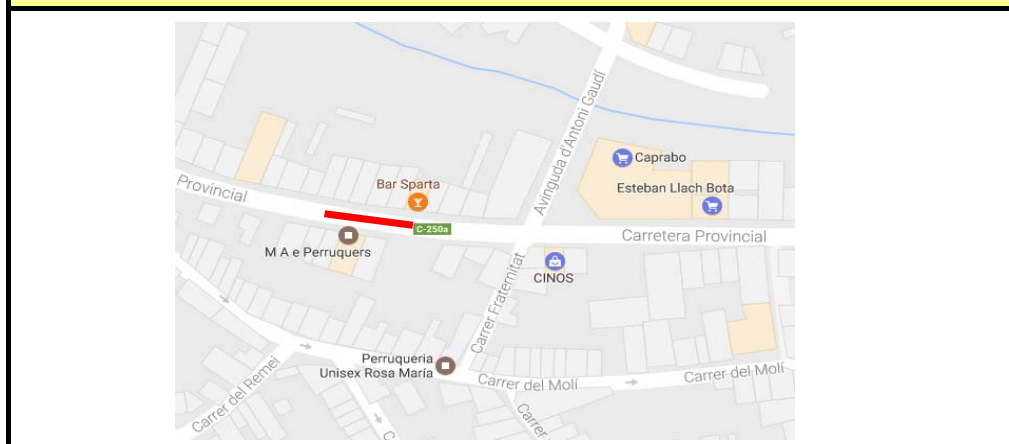 Avinguda d'Antoni Gaudí
Caprabo
Esteban Llach Bota
Provincial
Bar Sparta
C-250a
Carretera Provincial
M A e Perruquers
CINOS
Carrer Fraternitat
Perruqueria
Unisex Rosa María
Carrer del Molí
Carrer del Molí
Carrer del Remei
Carrer
C